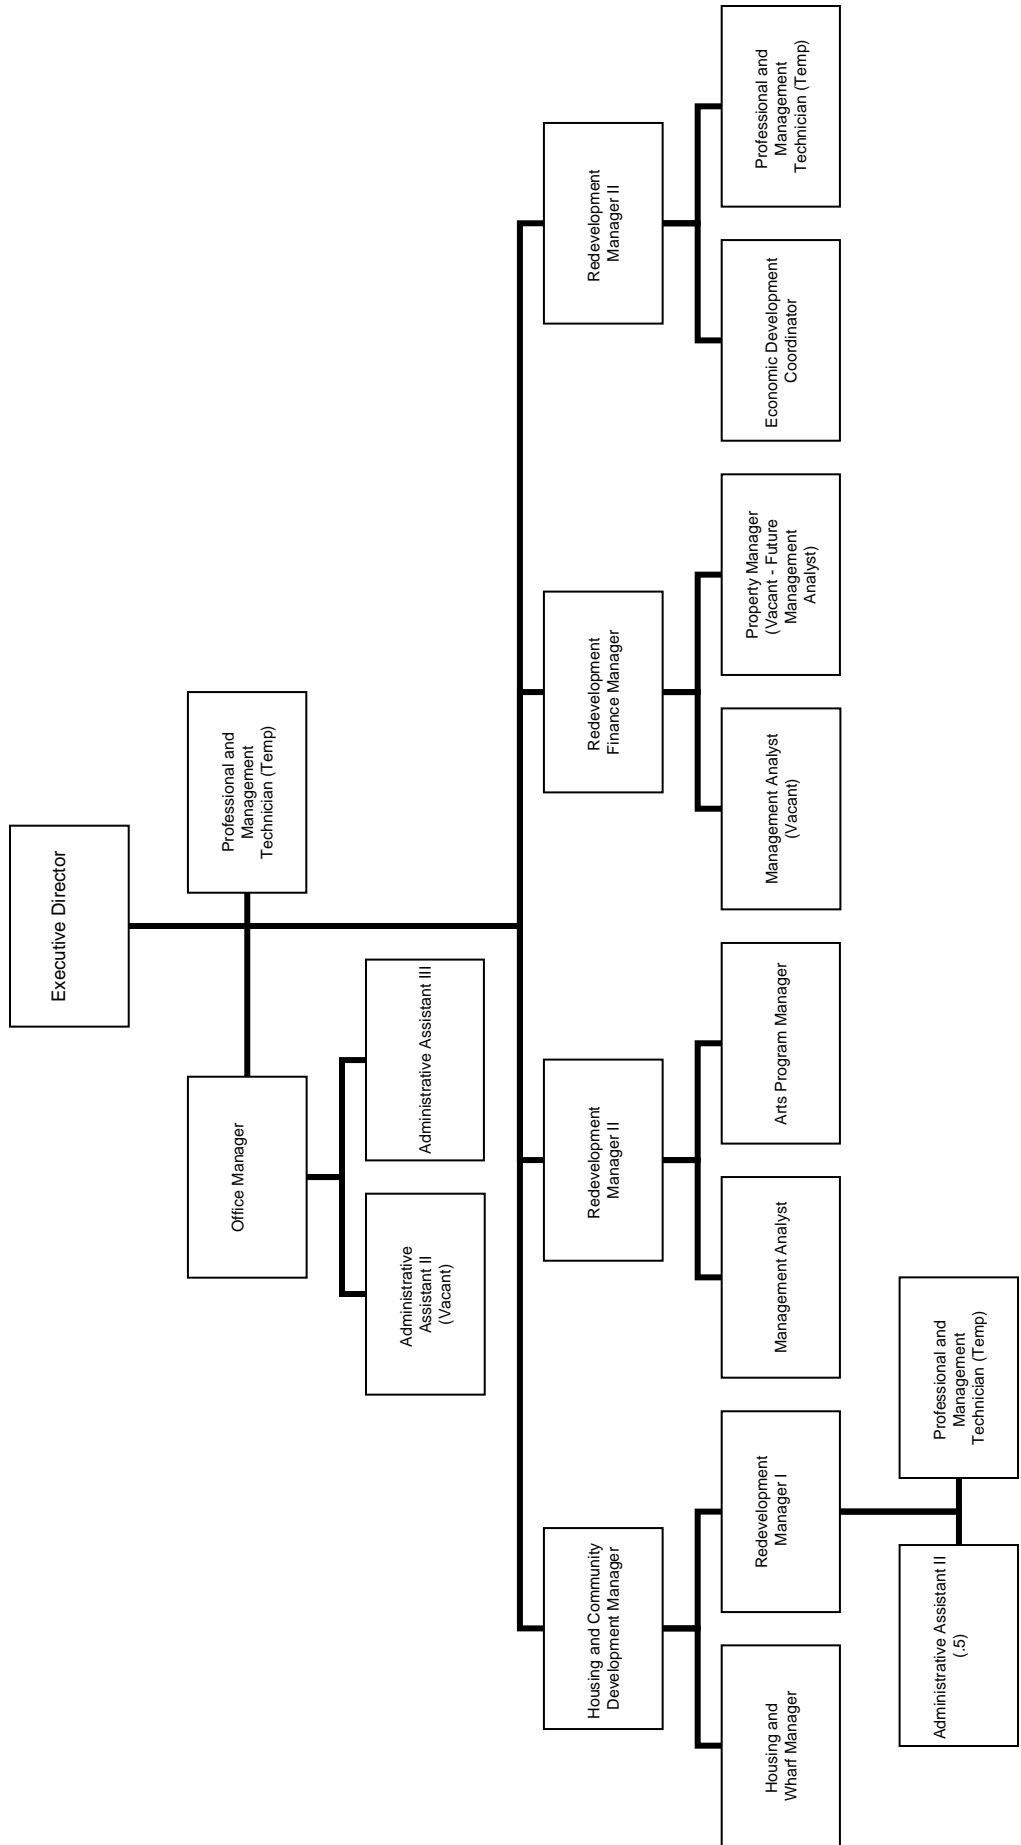 Executive Director
Office Manager
Professional and
Management
Technician (Temp)
Administrative
Assistant II
(Vacant)
Administrative Assistant III
Housing and Community
Development Manager
Redevelopment
Manager II
Redevelopment
Finance Manager
Redevelopment
Manager II
Housing and
Wharf Manager
Redevelopment
Manager I
Management Analyst
Arts Program Manager
Management Analyst
(Vacant)
Property Manager
(Vacant - Future
Management
Analyst)
Economic Development
Coordinator
Professional and
Management
Technician (Temp)
Administrative Assistant II
(.5)
Professional and
Management
Technician (Temp)